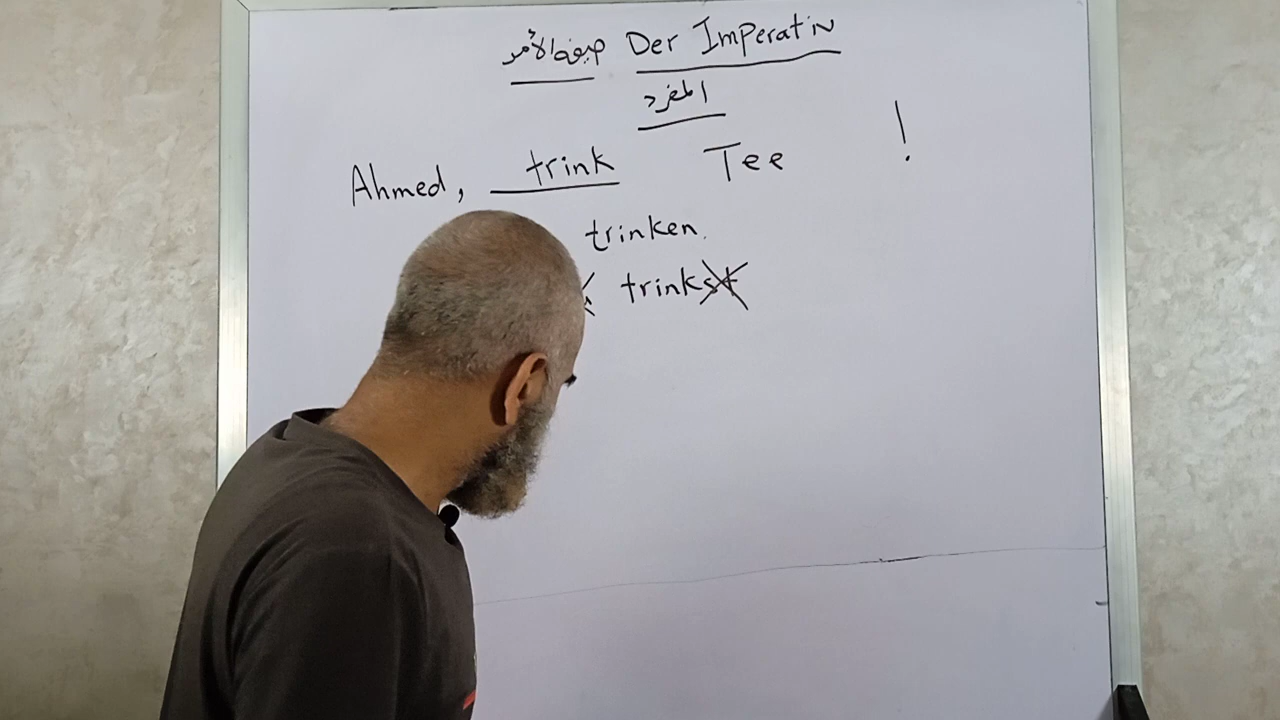 صيغة الأمر Der Imperativ
المفرد
Ahmed, trink Tee !
trinken.
trinkst